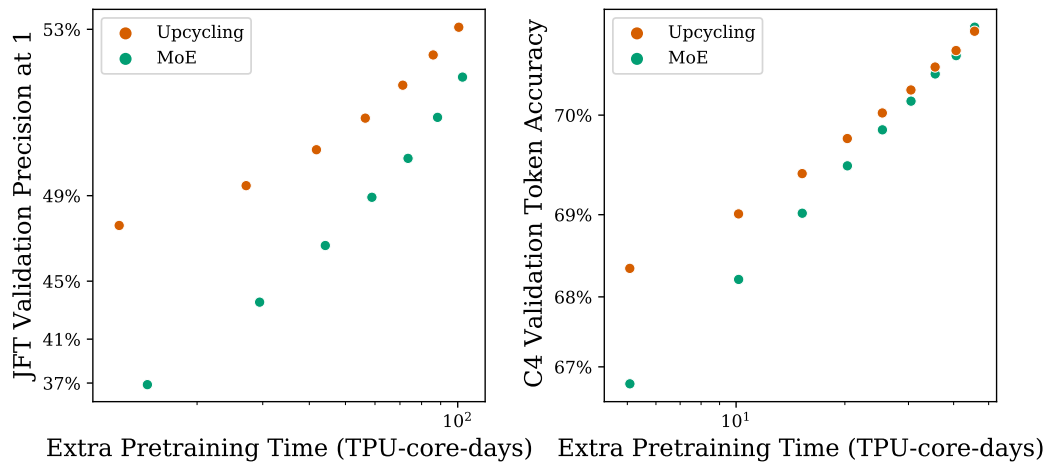 JFT Validation Precision at 1
53%
49%
45%
41%
37%
Upcycling
MoE
10²
Extra Pretraining Time (TPU-core-days)
C4 Validation Token Accuracy
70%
69%
68%
67%
Upcycling
MoE
10¹
Extra Pretraining Time (TPU-core-days)